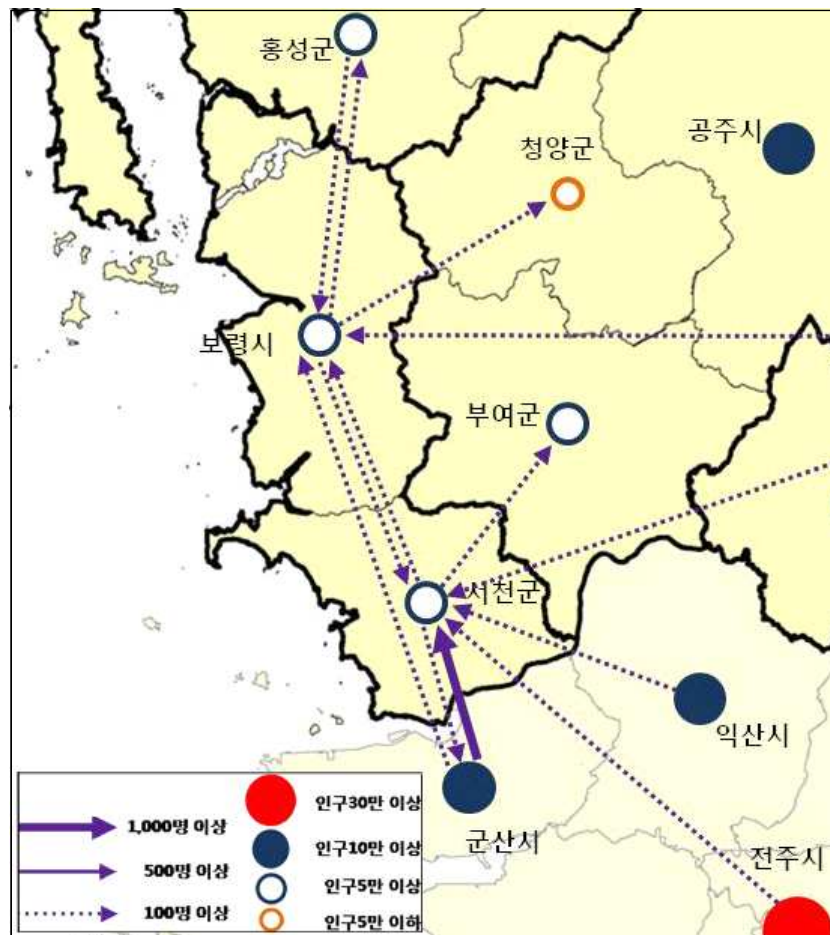 홍성군
청양군
공주시
보령시
부여군
서천군
익산시
군산시
전주시
1,000명 이상
500명 이상
100명 이상
인구30만 이상
인구10만 이상
인구5만 이상
인구5만 이하